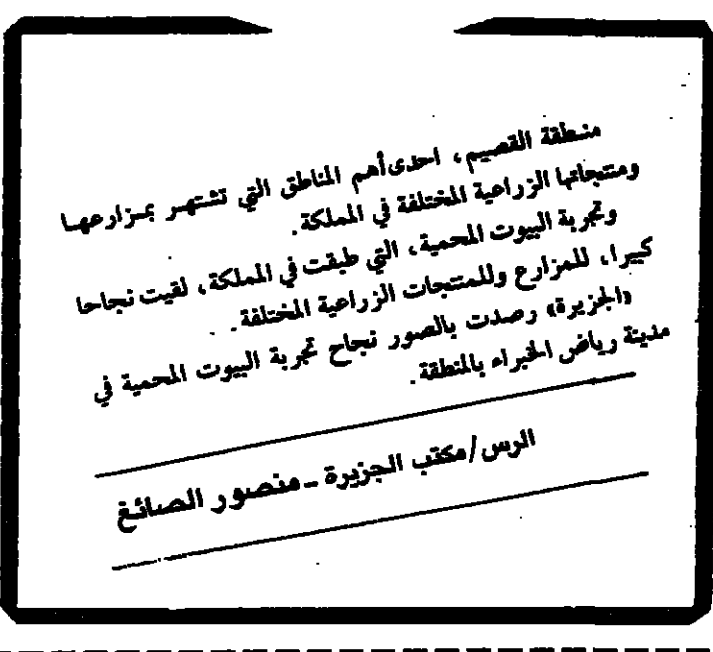 منطقة القصيم، احدى أهم المناطق التي تشتهر بمزارعها
ومنتجاتها الزراعية المختلفة في المملكة.
وتجربة البيوت المحمية، التي طبقت في المملكة، لقيت نجاحا
كبيرا، للمزارع وللمنتجات الزراعية المختلفة.
«الجزيرة» رصدت بالصور نجاح تجربة البيوت المحمية في
مدينة رياض الخبراء بالمنطقة.
الرس/مكتب الجزيرة ـ منصور الصائغ